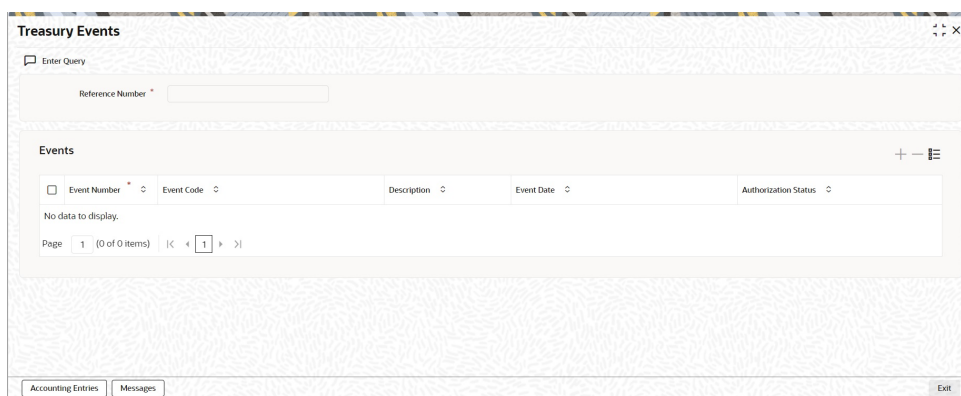 Treasury Events
Enter Query
Reference Number *
Events
Event Number * Event Code Description Event Date Authorization Status
No data to display.
Page 1 (0 of 0 items) 1
Accounting Entries Messages Exit